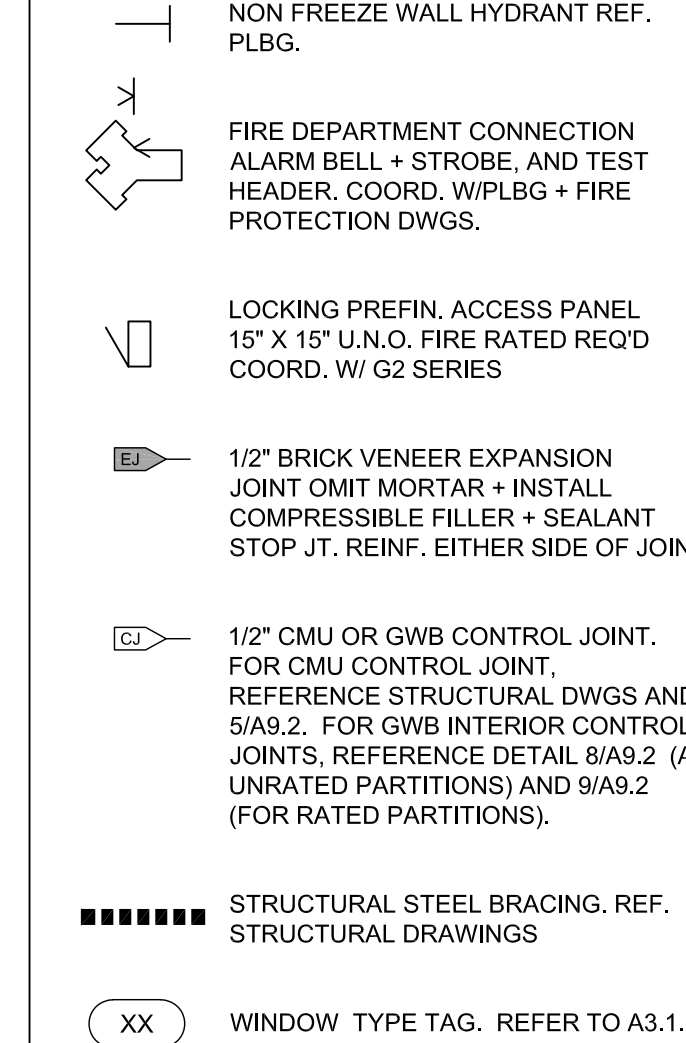 NON FREEZE WALL HYDRANT REF.
PLBG.
FIRE DEPARTMENT CONNECTION
ALARM BELL + STROBE, AND TEST
HEADER. COORD. W/PLBG + FIRE
PROTECTION DWGS.
LOCKING PREFIN. ACCESS PANEL
15" X 15" U.N.O. FIRE RATED REQ'D
COORD. W/ G2 SERIES
EJ
1/2" BRICK VENEER EXPANSION
JOINT OMIT MORTAR + INSTALL
COMPRESSIBLE FILLER + SEALANT
STOP JT. REINF. EITHER SIDE OF JOIN
CJ
1/2" CMU OR GWB CONTROL JOINT.
FOR CMU CONTROL JOINT,
REFERENCE STRUCTURAL DWGS AND
5/A9.2. FOR GWB INTERIOR CONTROL
JOINTS, REFERENCE DETAIL 8/A9.2 (A
UNRATED PARTITIONS) AND 9/A9.2
(FOR RATED PARTITIONS).
STRUCTURAL STEEL BRACING. REF.
STRUCTURAL DRAWINGS
XX
WINDOW TYPE TAG. REFER TO A3.1.